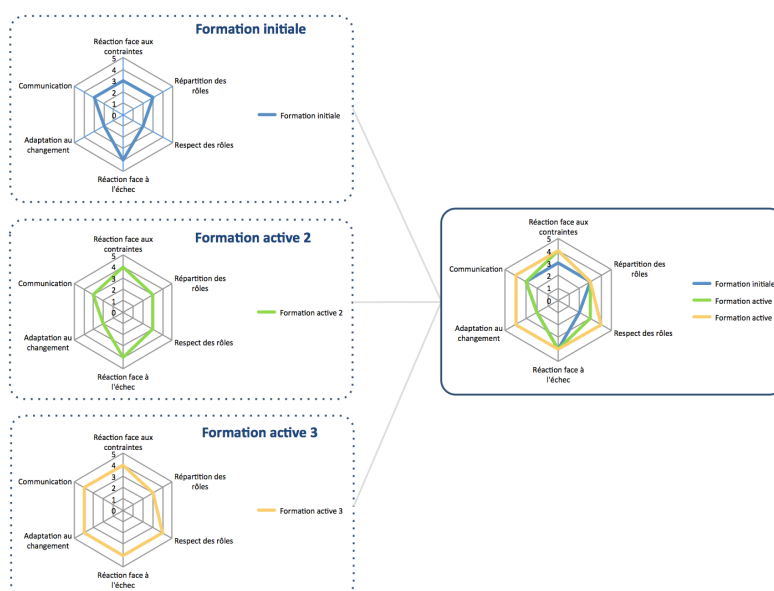 Formation initiale
Réaction face aux
contraintes
5
4
3
2
1
0
Répartition des
rôles
Respect des rôles
Réaction face à
l'échec
Adaptation au
changement
Communication
Formation initiale
Formation active 2
Réaction face aux
contraintes
5
4
3
2
1
0
Répartition des
rôles
Respect des rôles
Réaction face à
l'échec
Adaptation au
changement
Communication
Formation active 2
Formation active 3
Réaction face aux
contraintes
5
4
3
2
1
0
Répartition des
rôles
Respect des rôles
Réaction face à
l'échec
Adaptation au
changement
Communication
Formation active 3
Réaction face aux
contraintes
5
4
3
2
1
0
Répartition des
rôles
Respect des rôles
Réaction face à
l'échec
Adaptation au
changement
Communication
Formation initiale
Formation active
Formation active